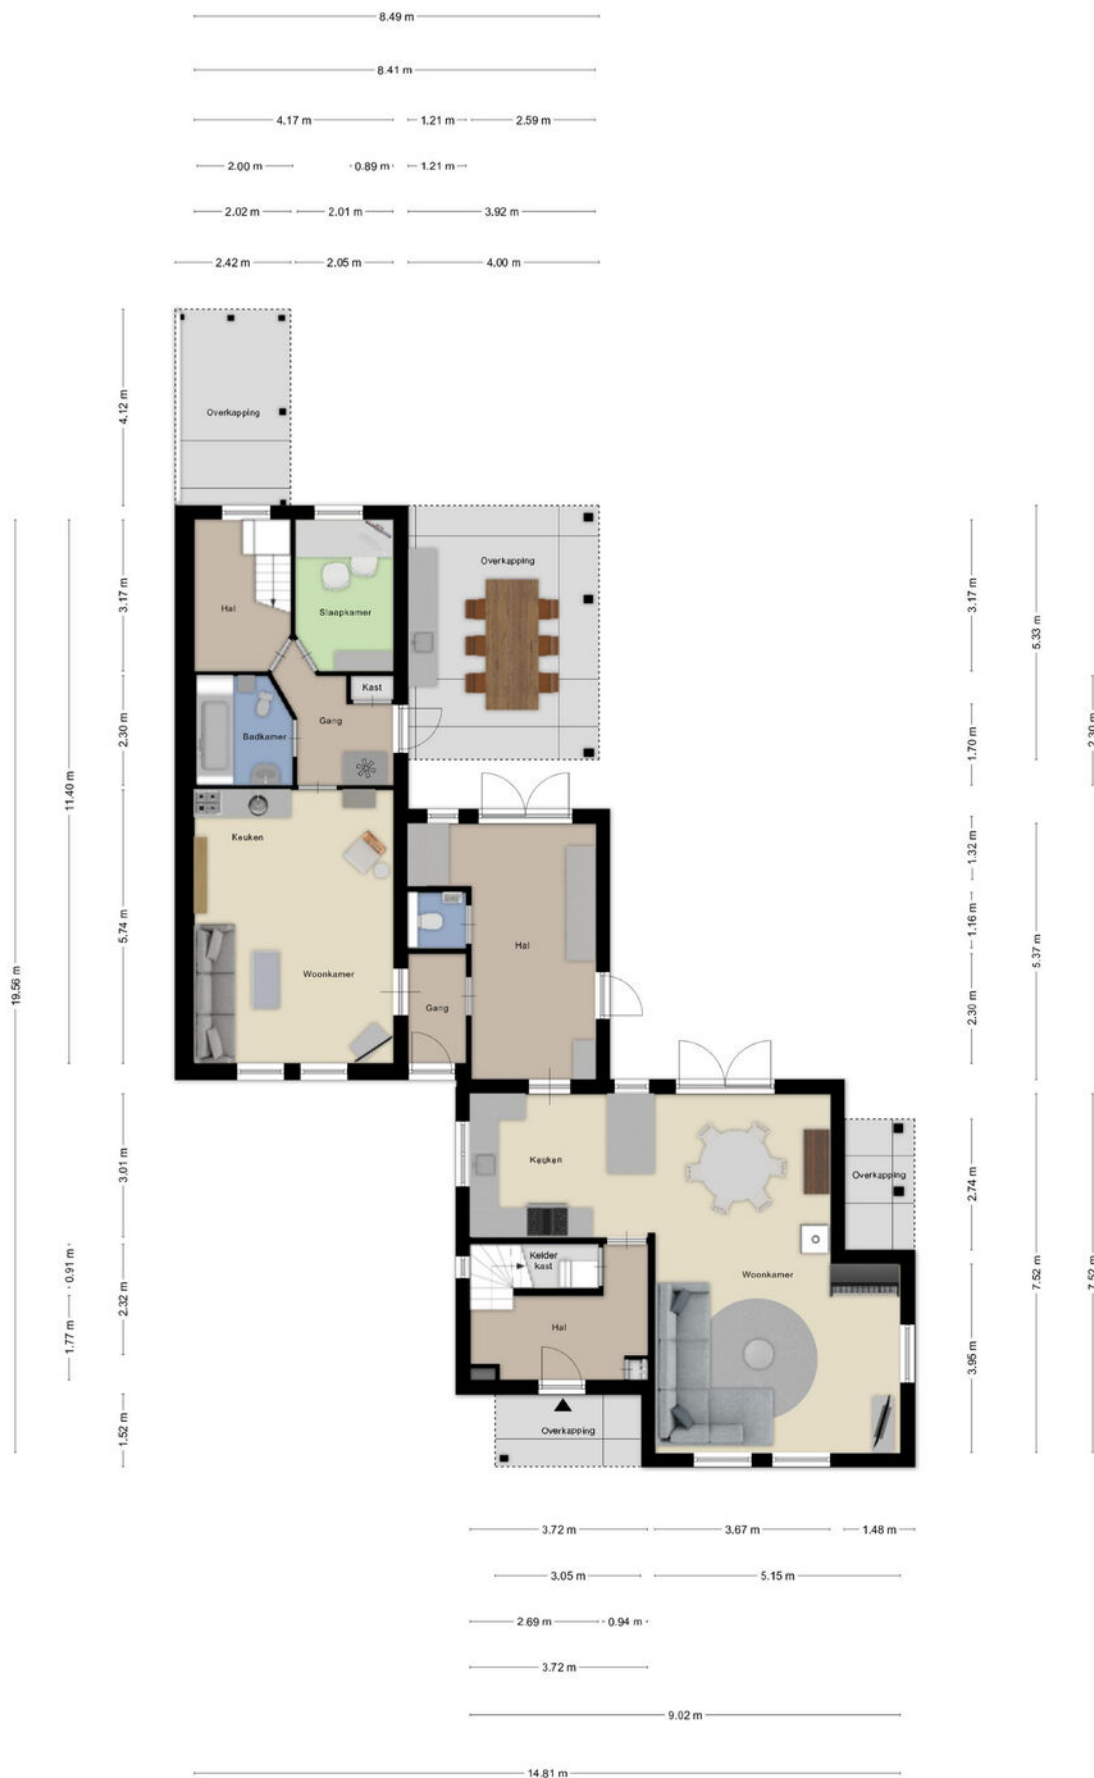 8.49 m
8.41 m
4.17 m 1.21 m 2.59 m
2.00 m 0.89 m 1.21 m
2.02 m 2.01 m 3.92 m
2.42 m 2.05 m 4.00 m
4.12 m
Overkapping
3.17 m
Hal
Slaapkamer
Overkapping
3.17 m
5.33 m
2.30 m
Kast
Gang
Badkamer
1.70 m
2.30 m
11.40 m
19.56 m
Keuken
5.74 m
Woonkamer
Gang
Hal
1.32 m
1.16 m
2.30 m
5.37 m
3.01 m
Keuken
Overkapping
2.74 m
0.91 m
1.77 m
2.32 m
Kelder
kast
Woonkamer
Hal
7.52 m
7.52 m
3.95 m
1.52 m
Overkapping
3.72 m 3.67 m 1.48 m
3.05 m 5.15 m
2.69 m 0.94 m
3.72 m
9.02 m
14.81 m